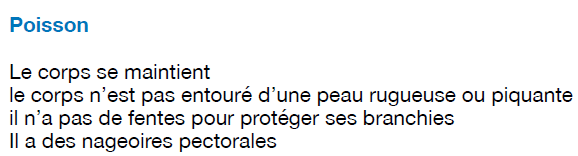 Poisson
Le corps se maintient
le corps n’est pas entouré d’une peau rugueuse ou piquante
il n’a pas de fentes pour protéger ses branchies
Il a des nageoires pectorales